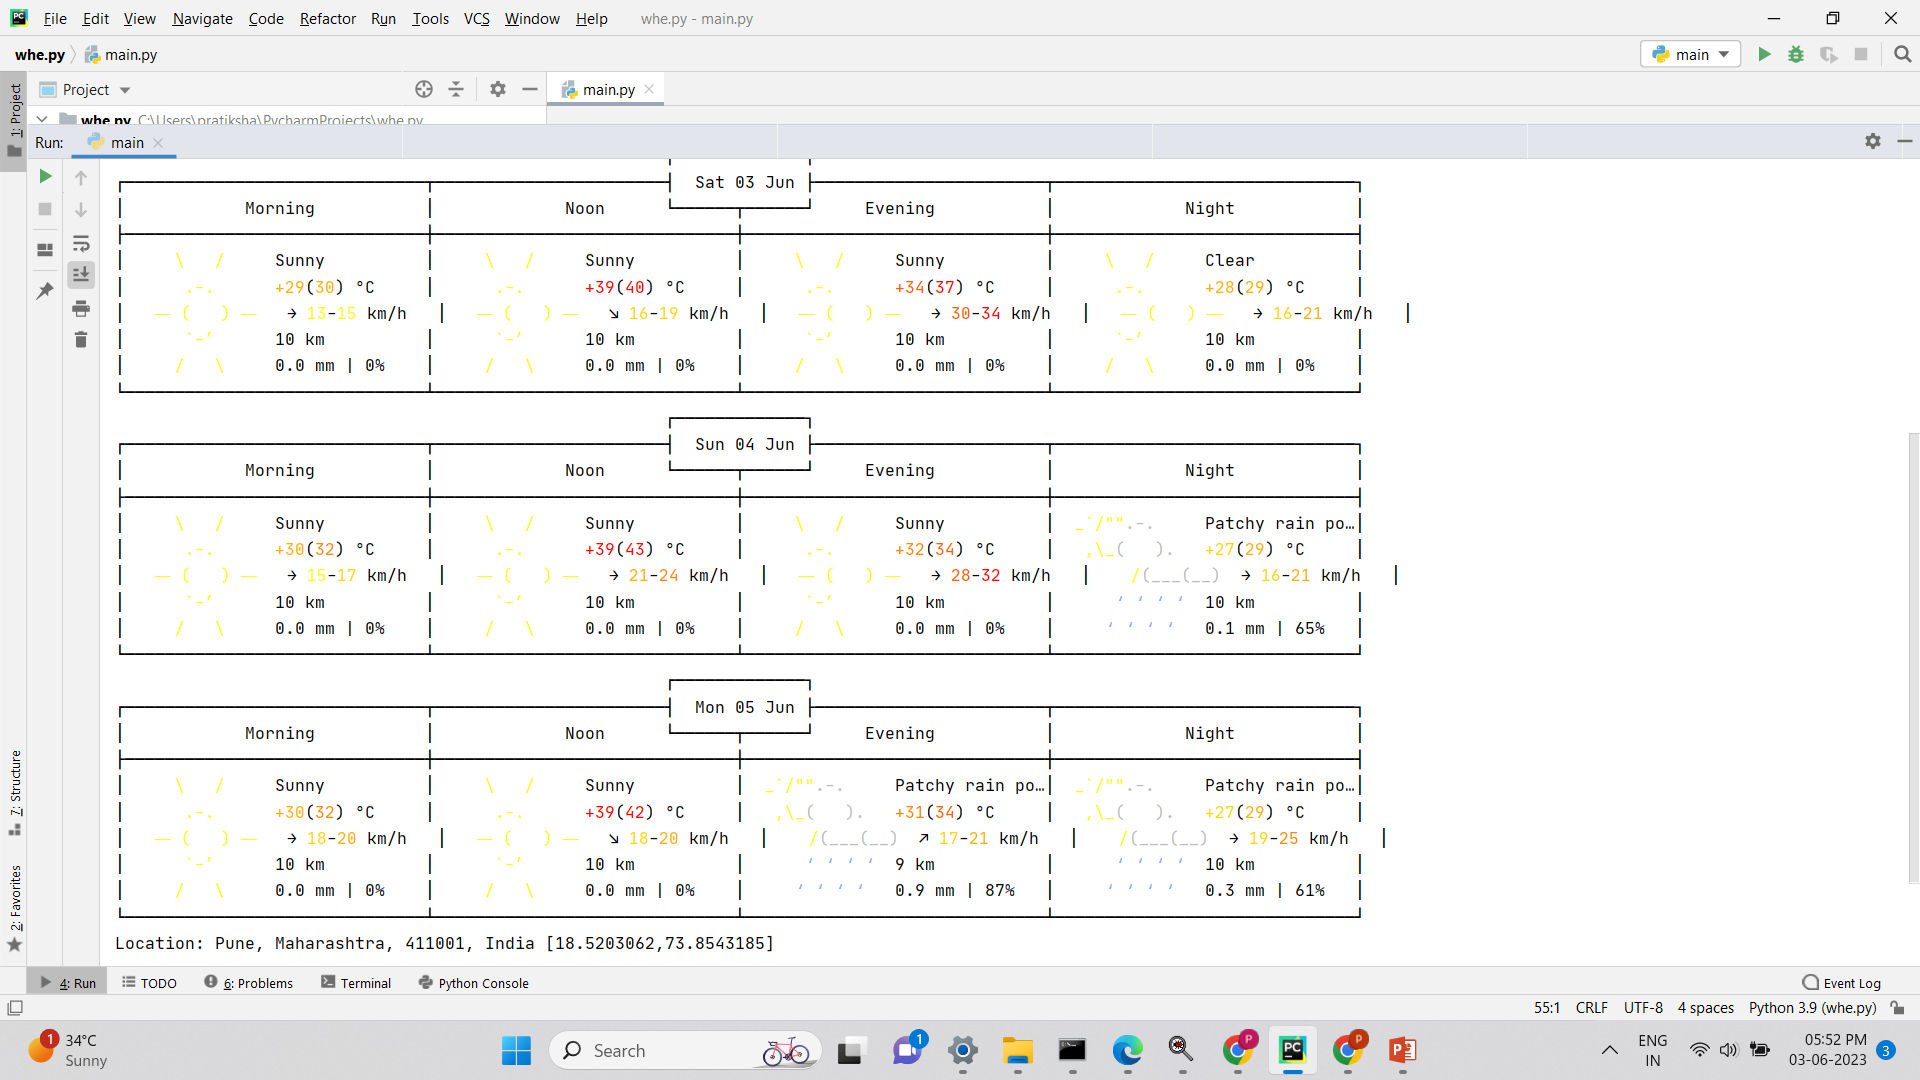 File Edit View Navigate Code Refactor Run Tools VCS Window Help whe.py - main.py
whe.py main.py main
1: Project Project main.py
whe.py C:\Users\pratiksha\PycharmProjects\whe.py
Run: main
Sat 03 Jun
Morning Noon Evening Night
Sunny Sunny Sunny Clear
+29(30) °C +39(40) °C +34(37) °C +28(29) °C
→ 13-15 km/h ↘ 16-19 km/h → 30-34 km/h → 16-21 km/h
10 km 10 km 10 km 10 km
0.0 mm | 0% 0.0 mm | 0% 0.0 mm | 0% 0.0 mm | 0%
Sun 04 Jun
Morning Noon Evening Night
Sunny Sunny Sunny Patchy rain po…
+30(32) °C +39(43) °C +32(34) °C +27(29) °C
→ 15-17 km/h → 21-24 km/h → 28-32 km/h → 16-21 km/h
10 km 10 km 10 km 10 km
0.0 mm | 0% 0.0 mm | 0% 0.0 mm | 0% 0.1 mm | 65%
Mon 05 Jun
Morning Noon Evening Night
Sunny Sunny Patchy rain po… Patchy rain po…
+30(32) °C +39(42) °C +31(34) °C +27(29) °C
→ 18-20 km/h ↘ 18-20 km/h ↗ 17-21 km/h → 19-25 km/h
10 km 10 km 9 km 10 km
0.0 mm | 0% 0.0 mm | 0% 0.9 mm | 87% 0.3 mm | 61%
Location: Pune, Maharashtra, 411001, India [18.5203062,73.8543185]
7: Structure
2: Favorites
4: Run TODO 6: Problems Terminal Python Console Event Log
55:1 CRLF UTF-8 4 spaces Python 3.9 (whe.py)
1 34°C
Sunny
Search
1
P
PC
P
ENG
IN
05:52 PM
03-06-2023
3